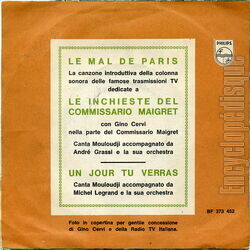 PHILIPS
LE MAL DE PARIS
La canzone introduttiva della colonna
sonora delle famose trasmissioni TV
dedicate a
LE INCHIESTE DEL
COMMISSARIO MAIGRET
con Gino Cervi
nella parte del Commissario Maigret
Canta Mouloudji accompagnato da
André Grassi e la sua orchestra
UN JOUR TU VERRAS
Canta Mouloudji accompagnato da
Michel Legrand e la sua orchestra
BF 373 452
Foto in copertina per gentile concessione
di Gino Cervi e della Radio TV Italiana.